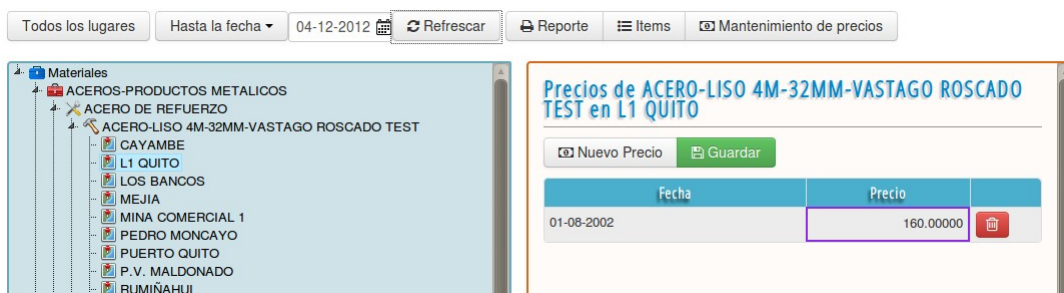 Todos los lugares Hasta la fecha 04-12-2012 Refrescar Reporte Items Mantenimiento de precios
Materiales
ACEROS-PRODUCTOS METALICOS
ACERO DE REFUERZO
ACERO-LISO 4M-32MM-VASTAGO ROSCADO TEST
CAYAMBE
L1 QUITO
LOS BANCOS
MEJIA
MINA COMERCIAL 1
PEDRO MONCAYO
PUERTO QUITO
P.V. MALDONADO
RUMIÑAHUI
Precios de ACERO-LISO 4M-32MM-VASTAGO ROSCADO
TEST en L1 QUITO
Nuevo Precio Guardar
Fecha Precio
01-08-2002 160.00000